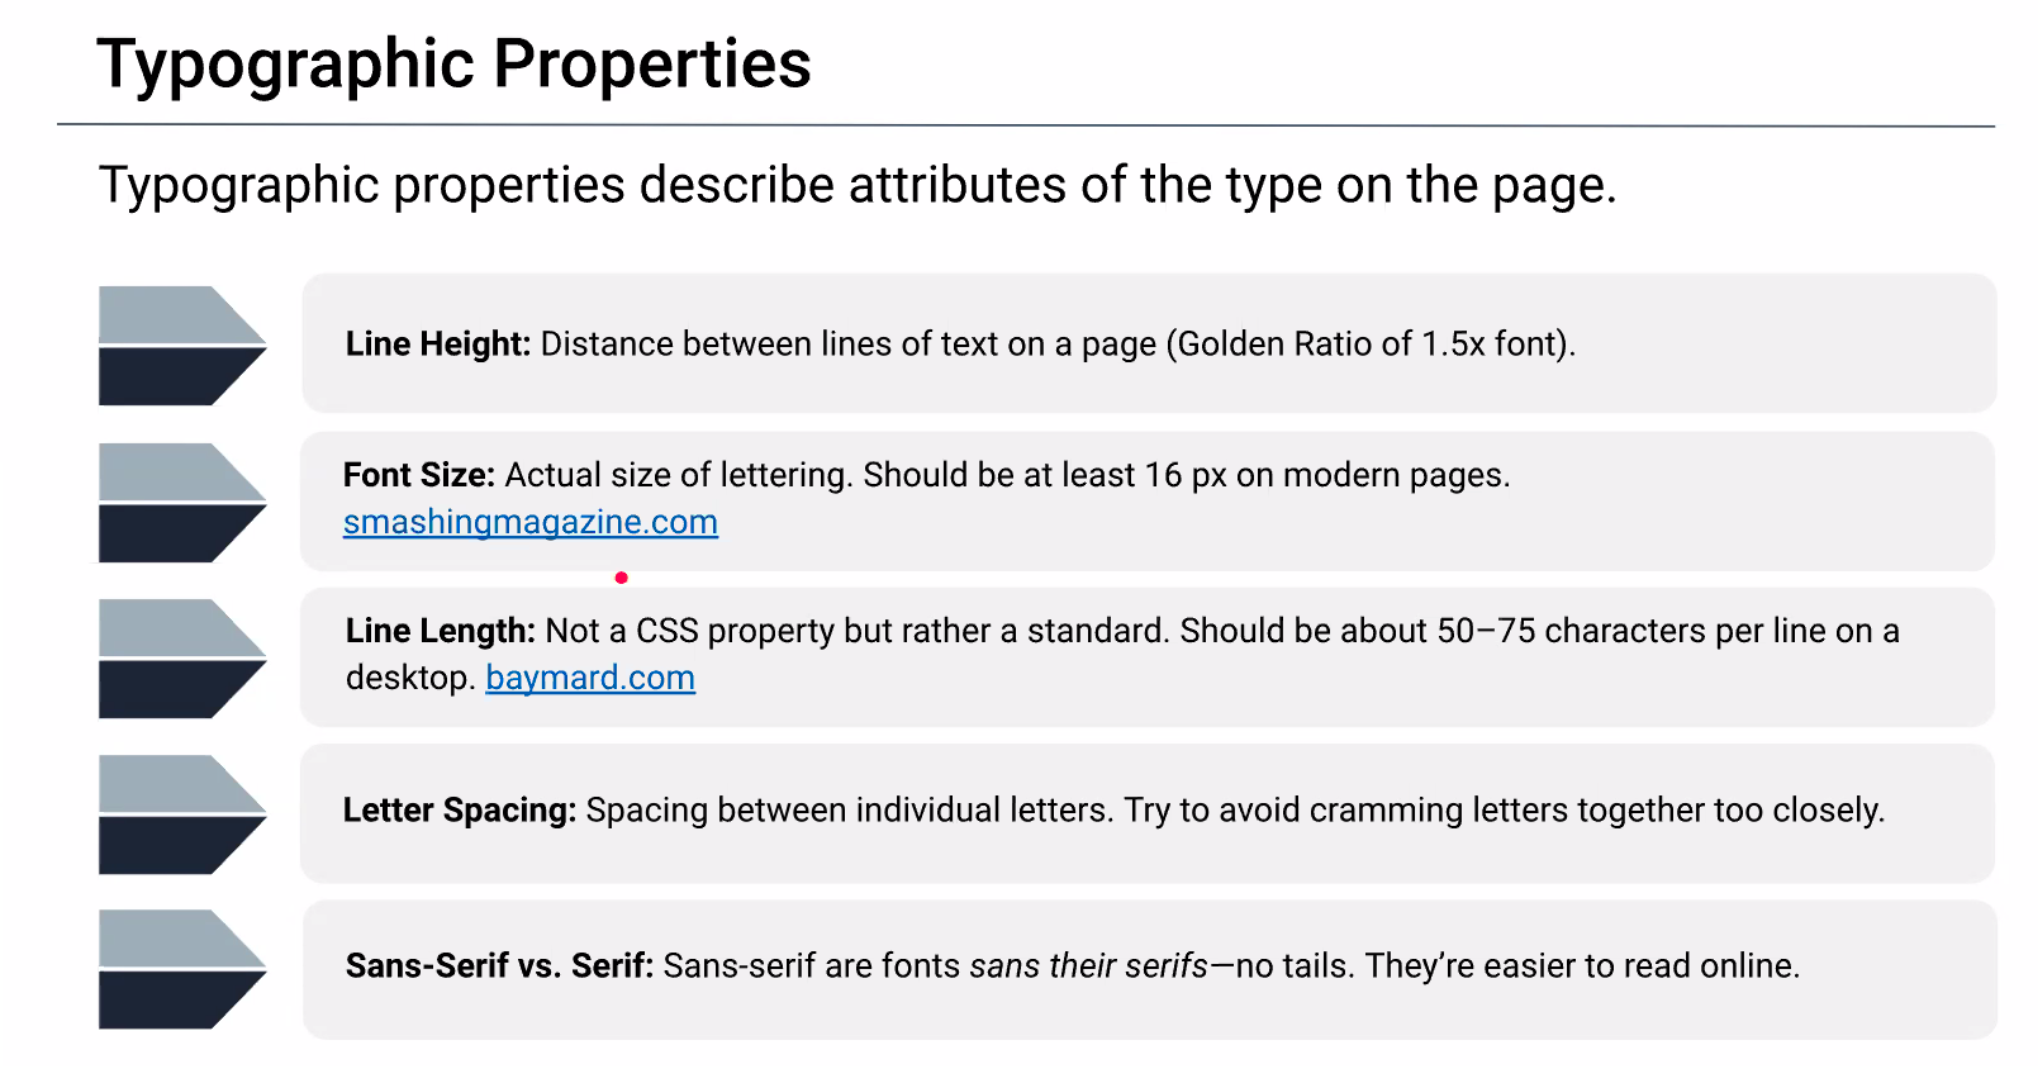 Typographic Properties
Typographic properties describe attributes of the type on the page.
Line Height: Distance between lines of text on a page (Golden Ratio of 1.5x font).
Font Size: Actual size of lettering. Should be at least 16 px on modern pages.
smashingmagazine.com
Line Length: Not a CSS property but rather a standard. Should be about 50–75 characters per line on a
desktop. baymard.com
Letter Spacing: Spacing between individual letters. Try to avoid cramming letters together too closely.
Sans-Serif vs. Serif: Sans-serif are fonts sans their serifs—no tails. They’re easier to read online.